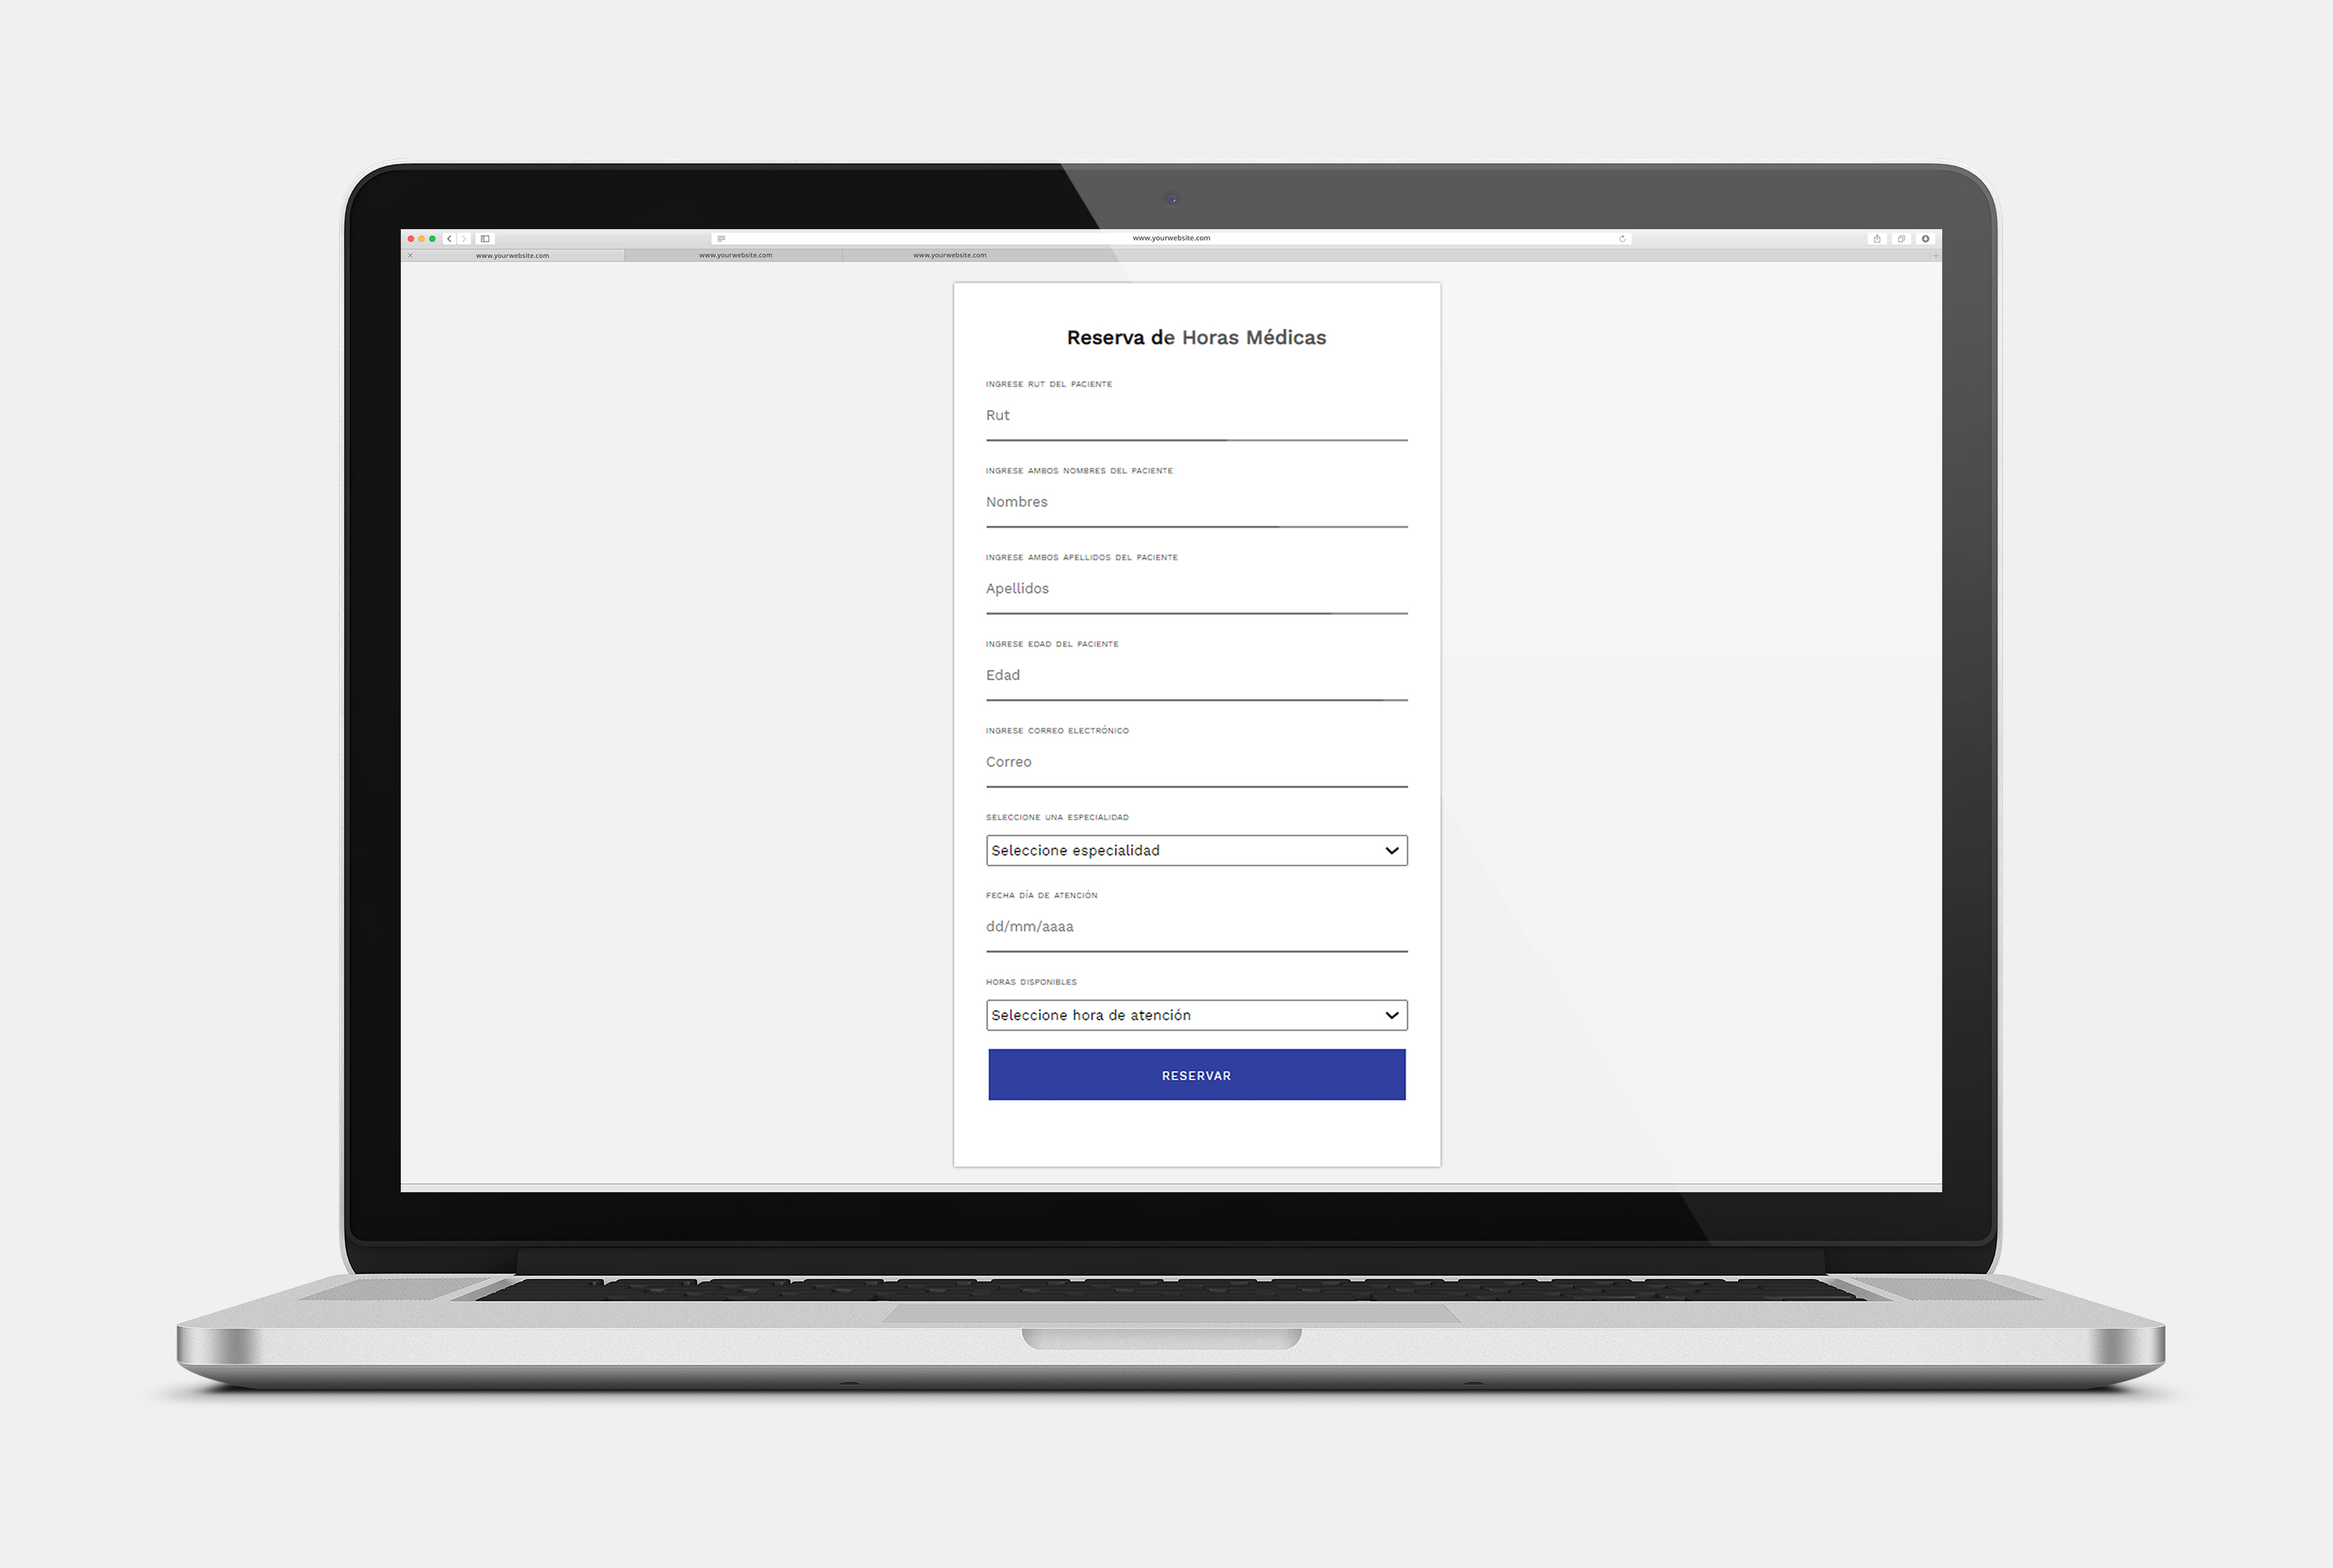 www.yourwebsite.com
www.yourwebsite.com www.yourwebsite.com www.yourwebsite.com
Reserva de Horas Médicas
INGRESE RUT DEL PACIENTE
Rut
INGRESE AMBOS NOMBRES DEL PACIENTE
Nombres
INGRESE AMBOS APELLIDOS DEL PACIENTE
Apellidos
INGRESE EDAD DEL PACIENTE
Edad
INGRESE CORREO ELECTRÓNICO
Correo
SELECCIONE UNA ESPECIALIDAD
Seleccione especialidad
FECHA DÍA DE ATENCIÓN
dd/mm/aaaa
HORAS DISPONIBLES
Seleccione hora de atención
RESERVAR